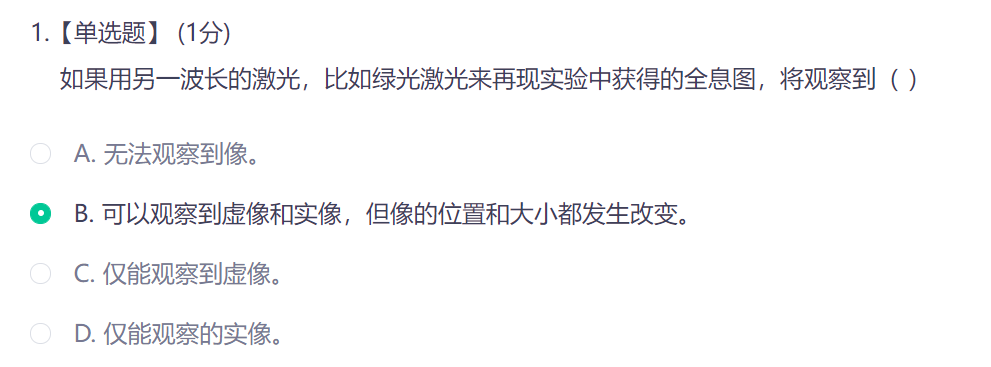 1.【单选题】 (1分)
如果用另一波长的激光，比如绿光激光来再现实验中获得的全息图，将观察到（ ）
A. 无法观察到像。
B. 可以观察到虚像和实像，但像的位置和大小都发生改变。
C. 仅能观察到虚像。
D. 仅能观察的实像。